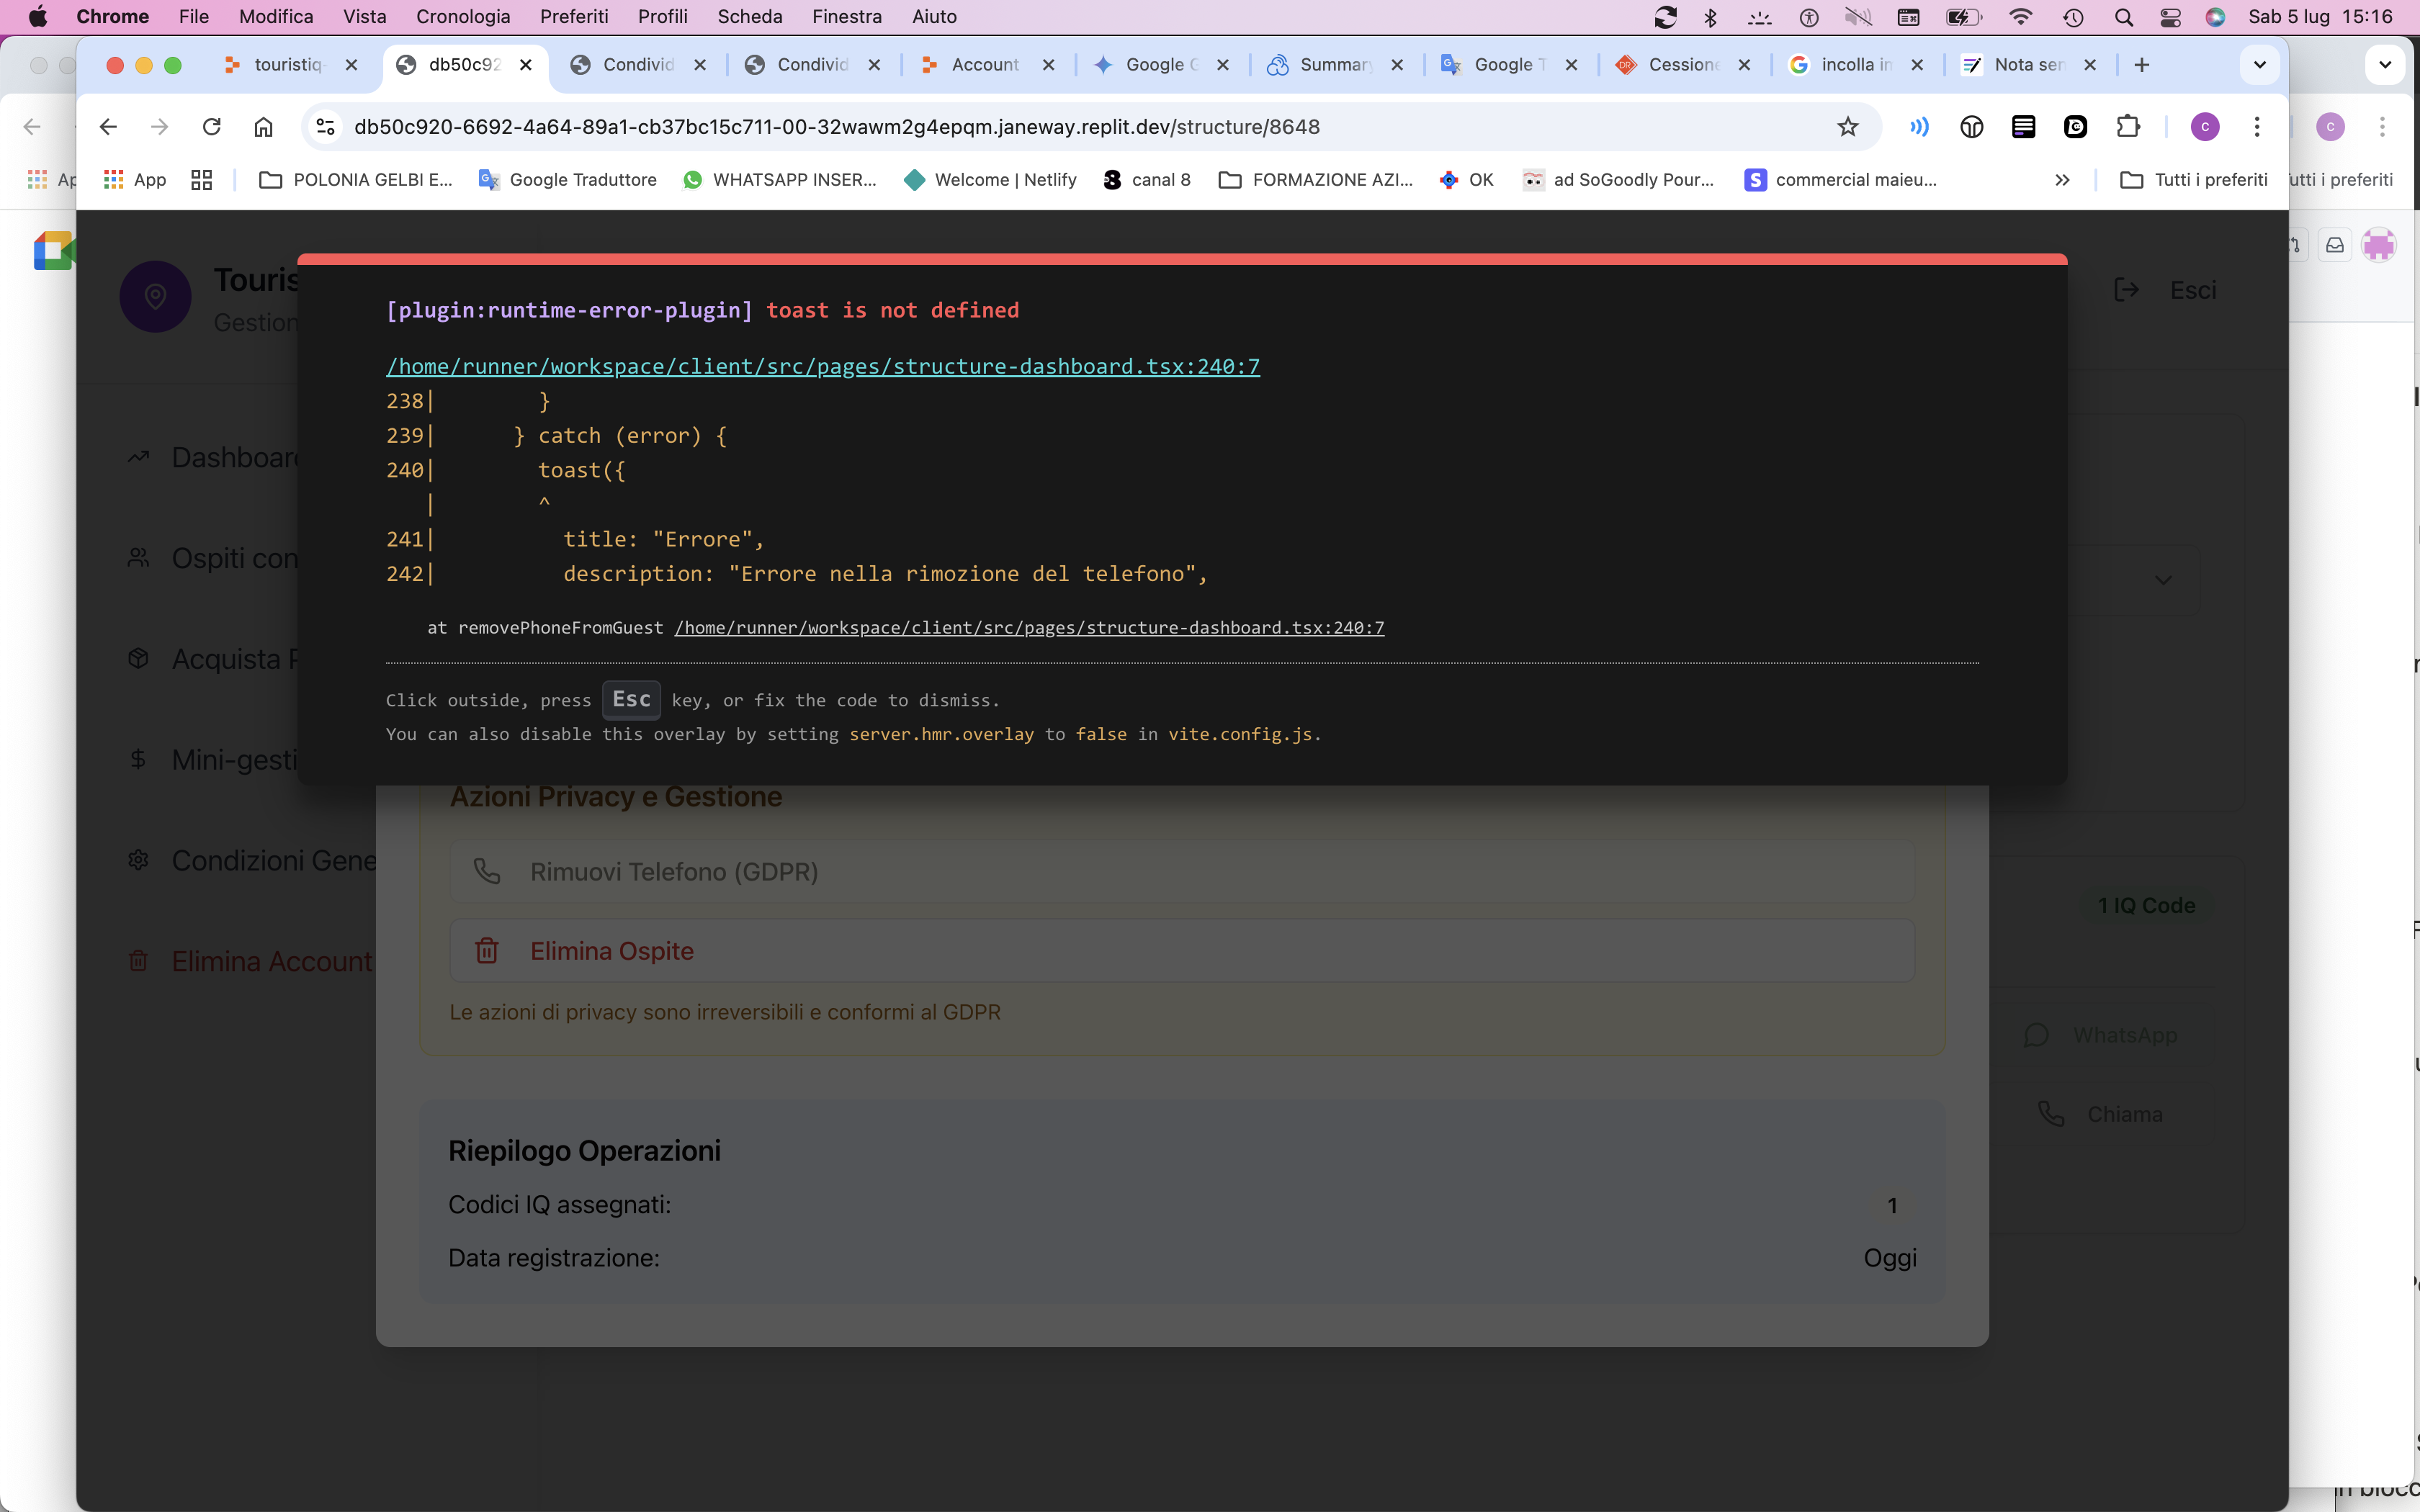 Chrome File Modifica Vista Cronologia Preferiti Profili Scheda Finestra Aiuto Sab 5 lug 15:16
touristiq- db50c92 Condivid Condivid Account Google Summar Google T Cessione incolla in Nota ser
db50c920-6692-4a64-89a1-cb37bc15c711-00-32wawm2g4epqm.janeway.replit.dev/structure/8648
App POLONIA GELBI E... Google Traduttore WHATSAPP INSER... Welcome | Netlify canal 8 FORMAZIONE AZI... OK ad SoGoodly Pour... commercial maieu... Tutti i preferiti utti i preferiti
Touris
Gestion
Esci
[plugin:runtime-error-plugin] toast is not defined
/home/runner/workspace/client/src/pages/structure-dashboard.tsx:240:7
238| }
239| } catch (error) {
240| toast({
| ^
241| title: "Errore",
242| description: "Errore nella rimozione del telefono",
at removePhoneFromGuest /home/runner/workspace/client/src/pages/structure-dashboard.tsx:240:7
Click outside, press Esc key, or fix the code to dismiss.
You can also disable this overlay by setting server.hmr.overlay to false in vite.config.js.
Dashboard
Ospiti con
Acquista P
Mini-gesti
Condizioni Gene
Elimina Account
Azioni Privacy e Gestione
Rimuovi Telefono (GDPR)
Elimina Ospite
Le azioni di privacy sono irreversibili e conformi al GDPR
1 IQ Code
WhatsApp
Chiama
Riepilogo Operazioni
Codici IQ assegnati: 1
Data registrazione: Oggi